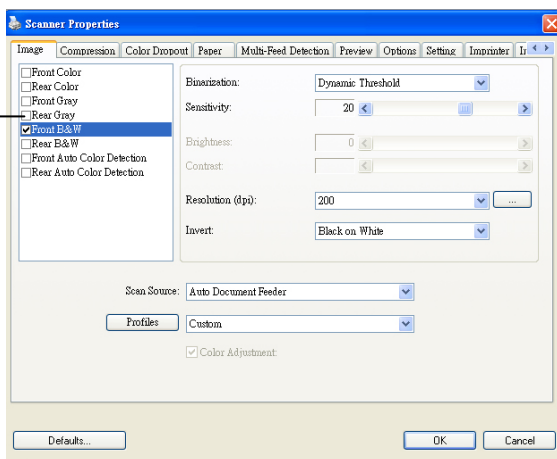 Scanner Properties
Image Compression Color Dropout Paper Multi-Feed Detection Preview Options Setting Imprinter
Front Color
Rear Color
Front Gray
Rear Gray
Front B&W
Rear B&W
Front Auto Color Detection
Rear Auto Color Detection
Binarization: Dynamic Threshold
Sensitivity: 20
Brightness: 0
Contrast:
Resolution (dpi): 200 ...
Invert: Black on White
Scan Source: Auto Document Feeder
Profiles Custom
Color Adjustment:
Defaults... OK Cancel